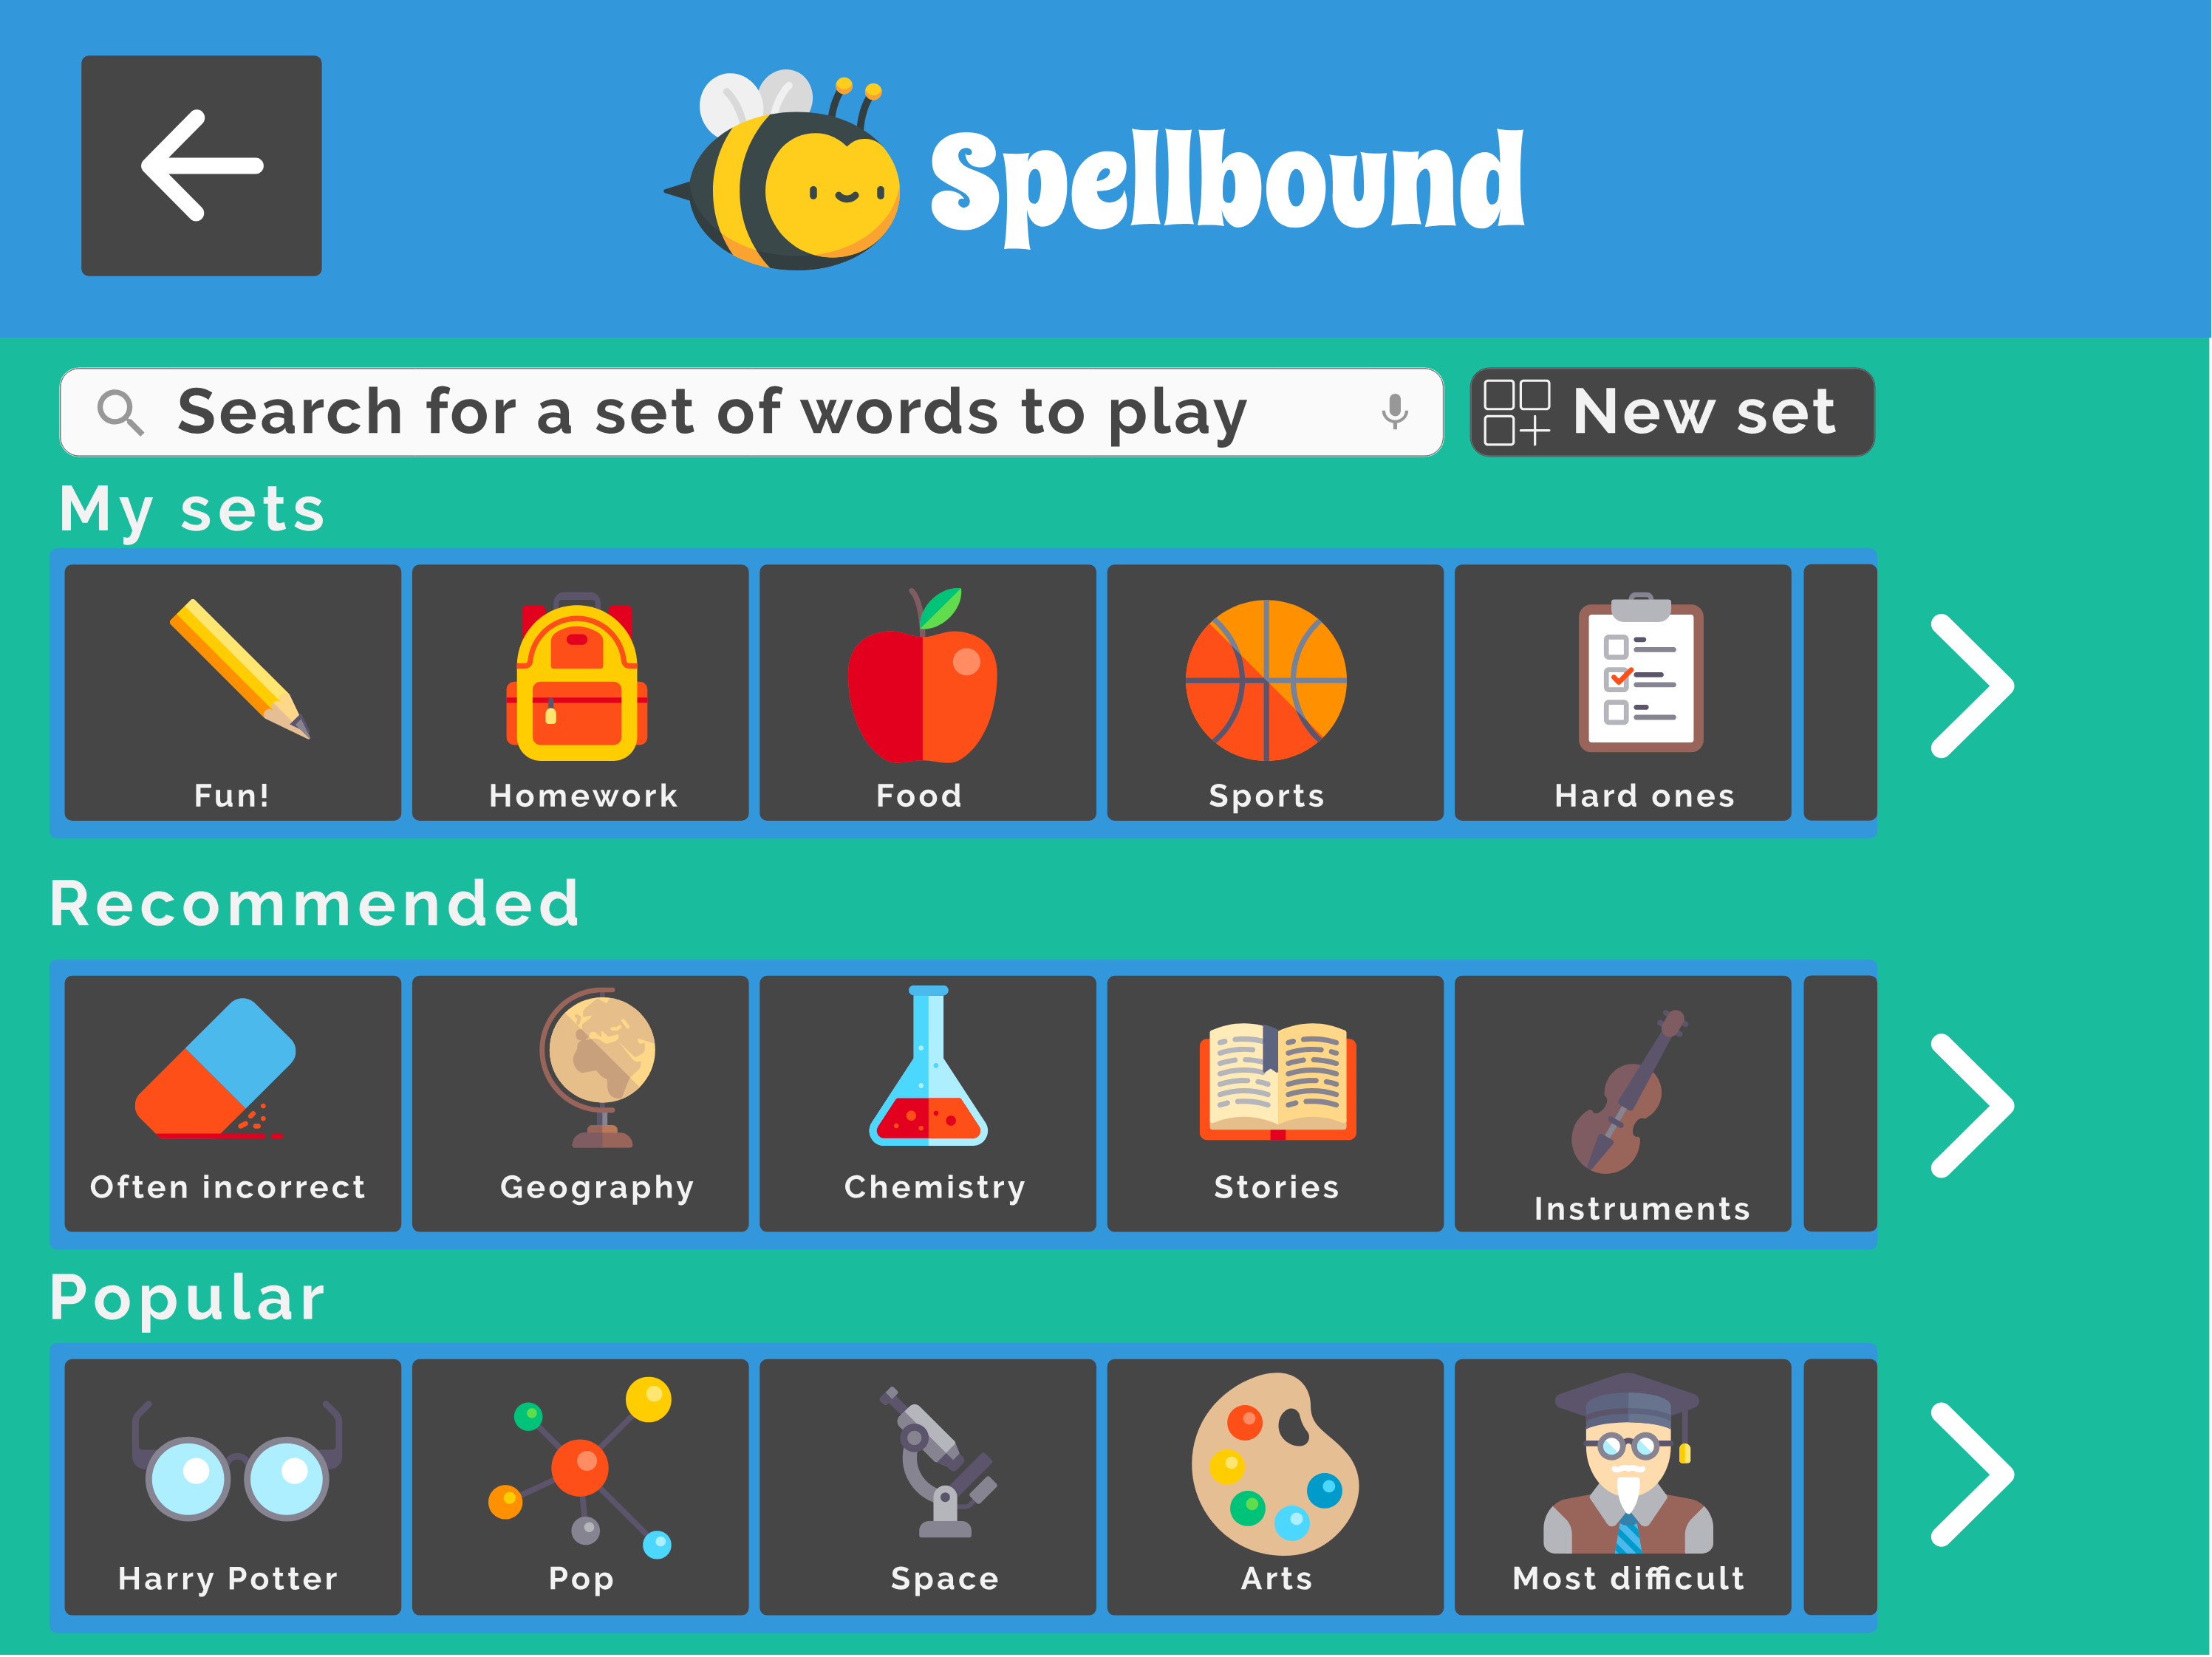 Spellbound
Search for a set of words to play
New set
My sets
Fun!
Homework
Food
Sports
Hard ones
Recommended
Often incorrect
Geography
Chemistry
Stories
Instruments
Popular
Harry Potter
Pop
Space
Arts
Most difficult